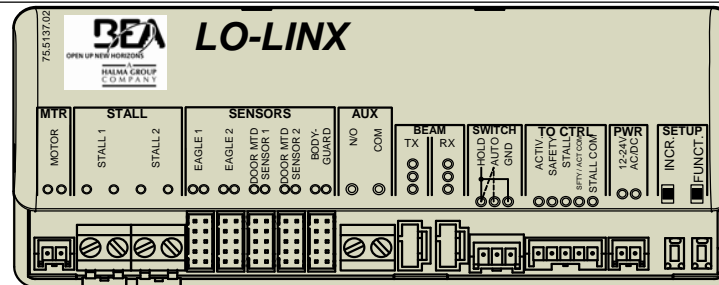 75.5137.02
BEA
OPEN UP NEW HORIZONS
A
HALMA GROUP
COMPANY
LO-LINX
MTR
STALL
SENSORS
AUX
BEAM
SWITCH
TO CTRL
PWR
SETUP
MOTOR
STALL 1
STALL 2
EAGLE 1
EAGLE 2
DOOR MTD
SENSOR 1
DOOR MTD
SENSOR 2
BODY-
GUARD
N/O
COM
TX
RX
HOLD
AUTO
GND
ACTIV.
SAFETY
STALL
SFTY / ACT COM
STALL COM
12-24V
AC/DC
INCR.
FUNCT.